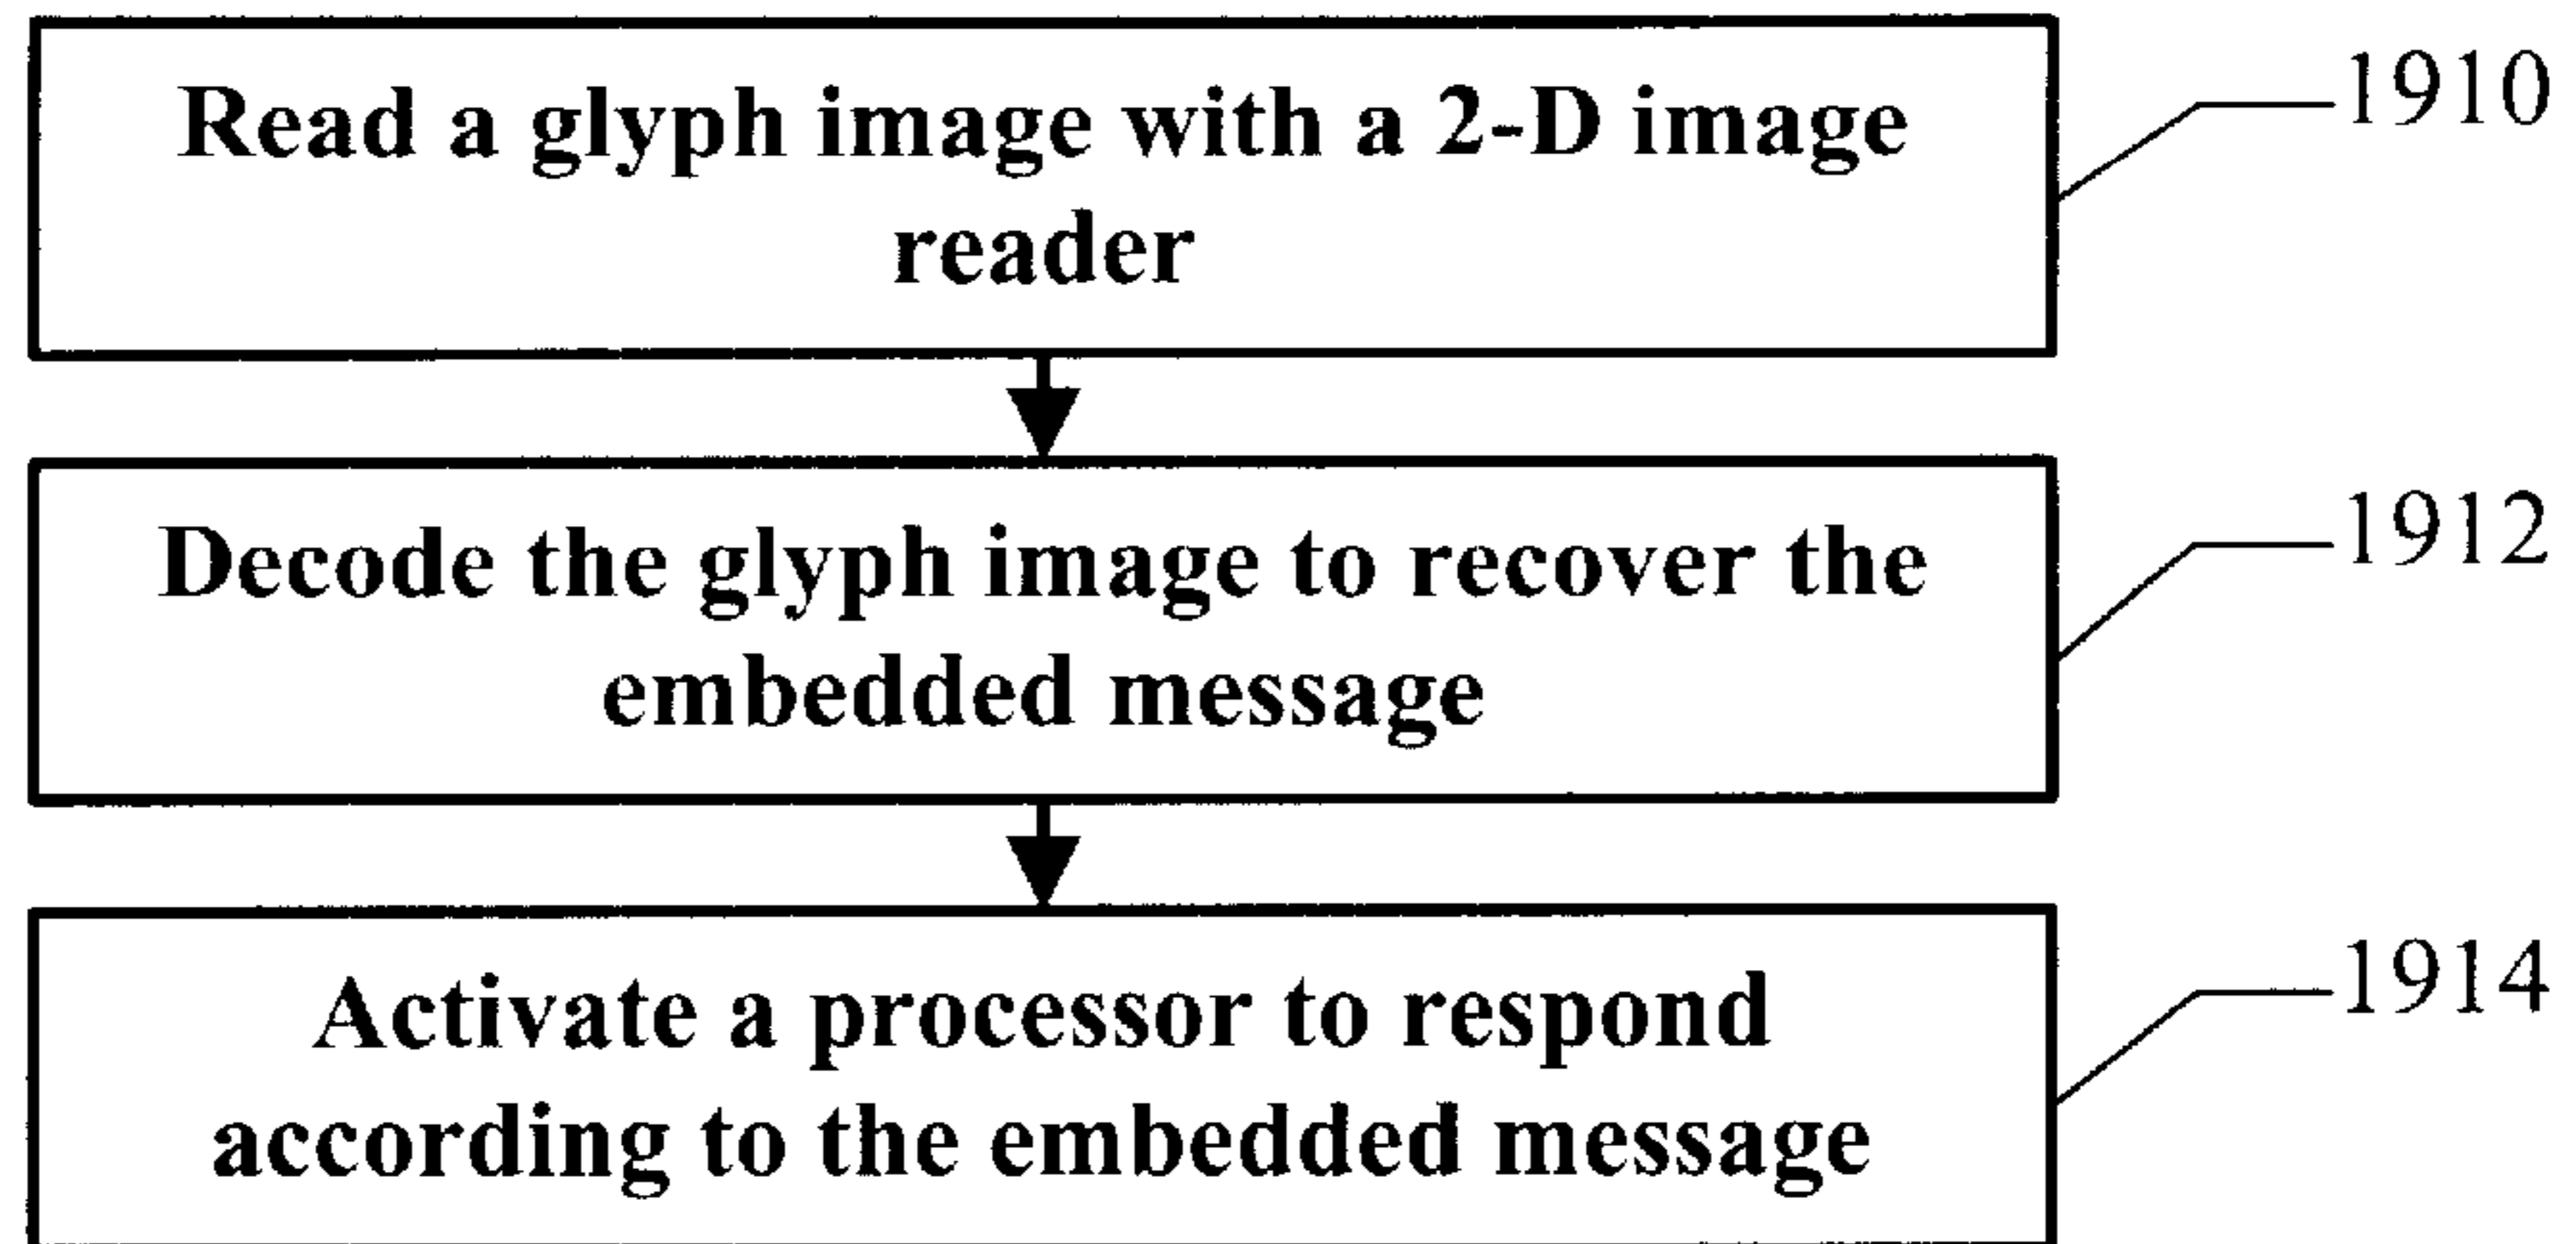 Read a glyph image with a 2-D image
reader
1910
Decode the glyph image to recover the
embedded message
1912
Activate a processor to respond
according to the embedded message
1914